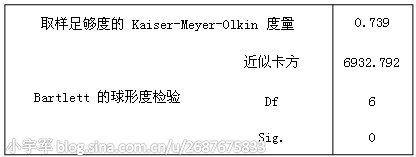 取样足够度的 Kaiser-Meyer-Olkin 度量 0.739
近似卡方 6932.792
Bartlett 的球形度检验 Df 6
Sig. 0
小宇军 blog.sina.com.cn/u/2687675833